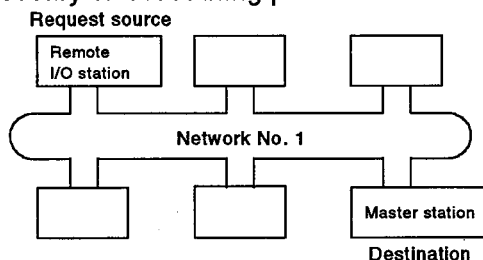 Request source
Remote
I/O station
Network No. 1
Master station
Destination